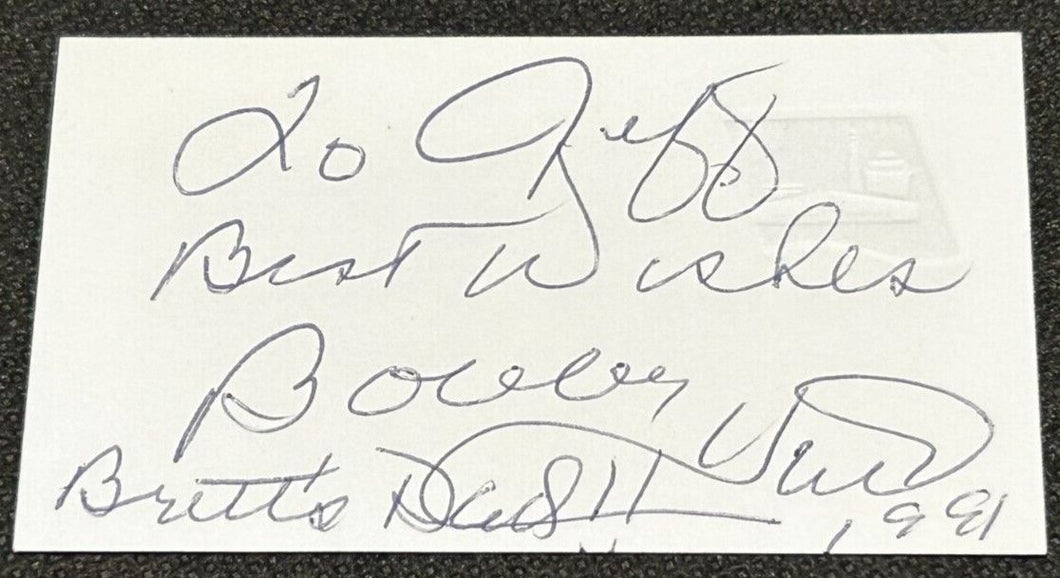 To Jeff
Best Wishes
Bobby Hull
Brett's Dad !! 1991